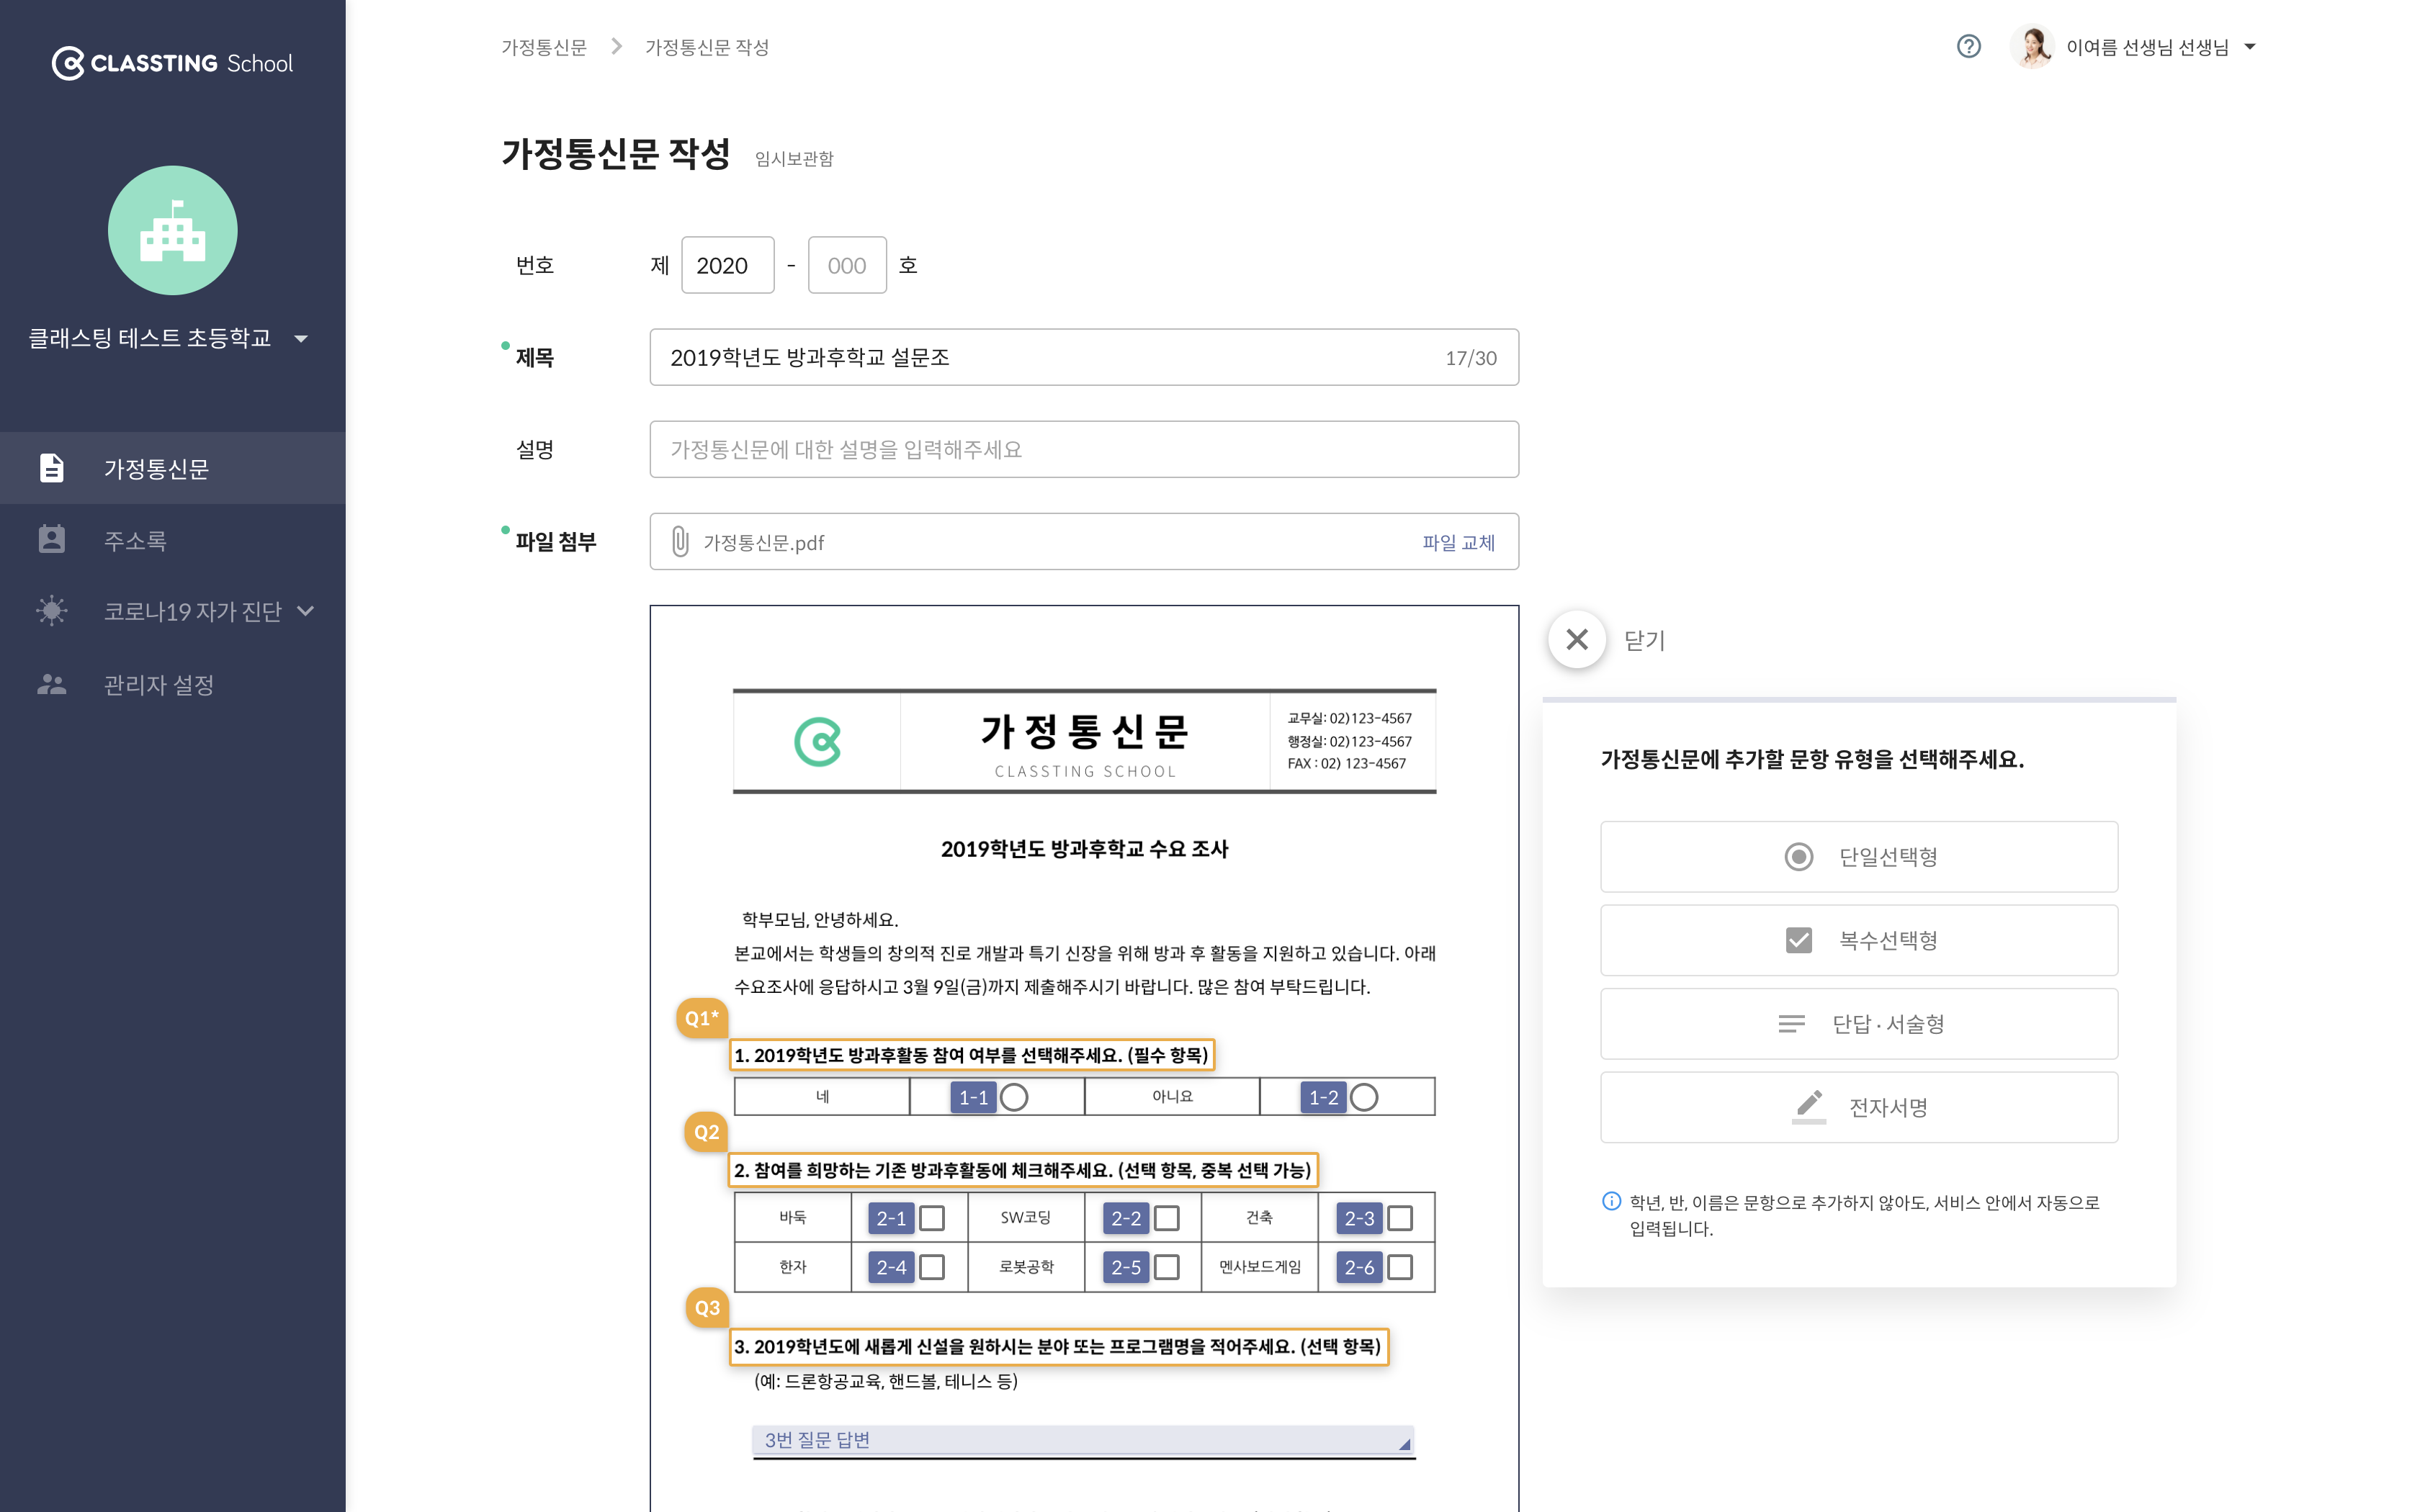 CLASSTING School
클래스팅 테스트 초등학교
가정통신문
주소록
코로나19 자가 진단
관리자 설정
가정통신문 > 가정통신문 작성
이여름 선생님 선생님
가정통신문 작성 임시보관함
번호 제 2020 - 000 호
제목 2019학년도 방과후학교 설문조 17/30
설명 가정통신문에 대한 설명을 입력해주세요
파일 첨부 가정통신문.pdf 파일 교체
가 정 통 신 문
CLASSTING SCHOOL
교무실: 02)123-4567
행정실: 02)123-4567
FAX : 02) 123-4567
2019학년도 방과후학교 수요 조사
학부모님, 안녕하세요.
본교에서는 학생들의 창의적 진로 개발과 특기 신장을 위해 방과 후 활동을 지원하고 있습니다. 아래
수요조사에 응답하시고 3월 9일(금)까지 제출해주시기 바랍니다. 많은 참여 부탁드립니다.
Q1*
1. 2019학년도 방과후활동 참여 여부를 선택해주세요. (필수 항목)
네 1-1 아니요 1-2
Q2
2. 참여를 희망하는 기존 방과후활동에 체크해주세요. (선택 항목, 중복 선택 가능)
바둑 2-1 SW코딩 2-2 건축 2-3
한자 2-4 로봇공학 2-5 멘사보드게임 2-6
Q3
3. 2019학년도에 새롭게 신설을 원하시는 분야 또는 프로그램명을 적어주세요. (선택 항목)
(예: 드론항공교육, 핸드볼, 테니스 등)
3번 질문 답변
닫기
가정통신문에 추가할 문항 유형을 선택해주세요.
단일선택형
복수선택형
단답 · 서술형
전자서명
학년, 반, 이름은 문항으로 추가하지 않아도, 서비스 안에서 자동으로
입력됩니다.